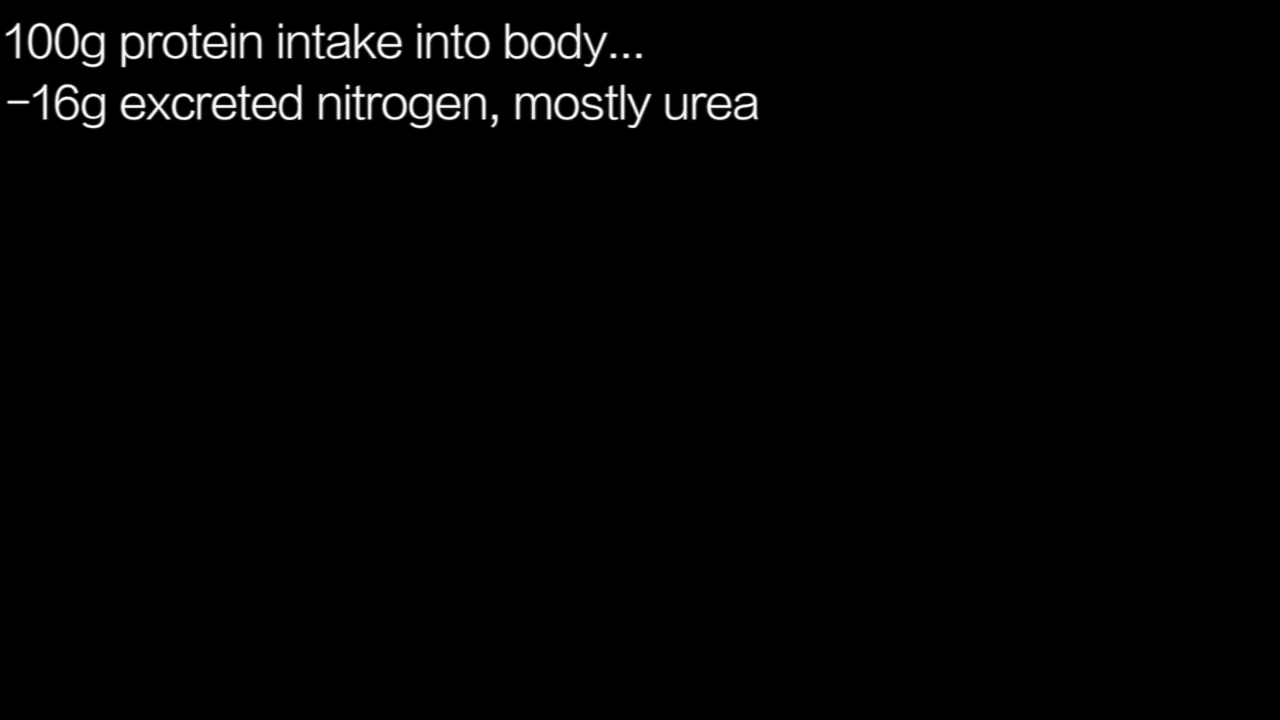 100g protein intake into body...
−16g excreted nitrogen, mostly urea